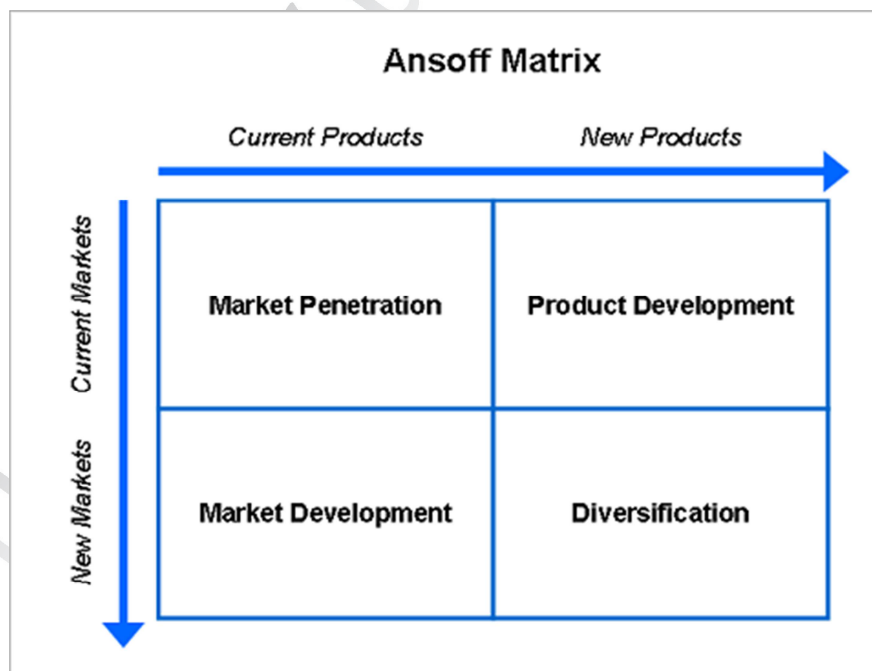 Ansoff Matrix
Current Products
New Products
Current Markets
Market Penetration
Product Development
New Markets
Market Development
Diversification